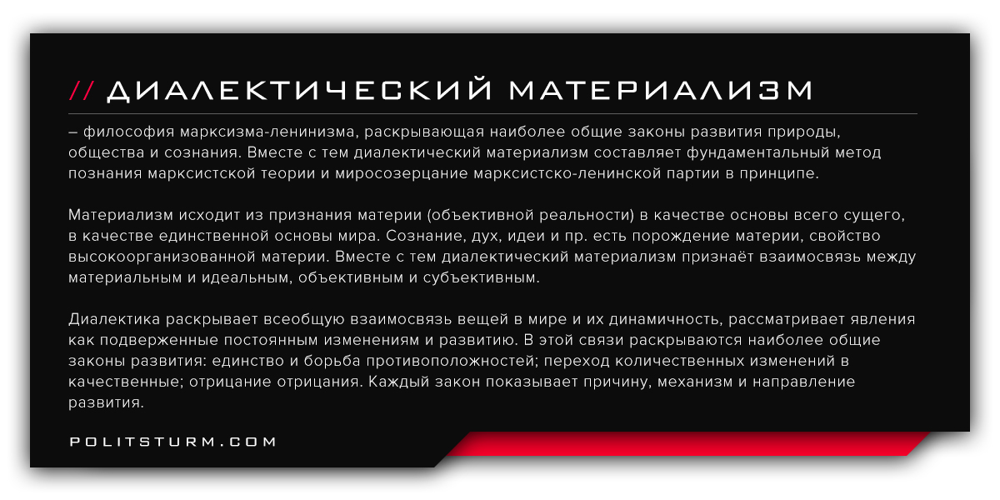 // ДИАЛЕКТИЧЕСКИЙ МАТЕРИАЛИЗМ
– философия марксизма-ленинизма, раскрывающая наиболее общие законы развития природы,
общества и сознания. Вместе с тем диалектический материализм составляет фундаментальный метод
познания марксистской теории и миросозерцание марксистско-ленинской партии в принципе.
Материализм исходит из признания материи (объективной реальности) в качестве основы всего сущего,
в качестве единственной основы мира. Сознание, дух, идеи и пр. есть порождение материи, свойство
высокоорганизованной материи. Вместе с тем диалектический материализм признаёт взаимосвязь между
материальным и идеальным, объективным и субъективным.
Диалектика раскрывает всеобщую взаимосвязь вещей в мире и их динамичность, рассматривает явления
как подверженные постоянным изменениям и развитию. В этой связи раскрываются наиболее общие
законы развития: единство и борьба противоположностей; переход количественных изменений в
качественные; отрицание отрицания. Каждый закон показывает причину, механизм и направление
развития.
POLITSTURM.COM